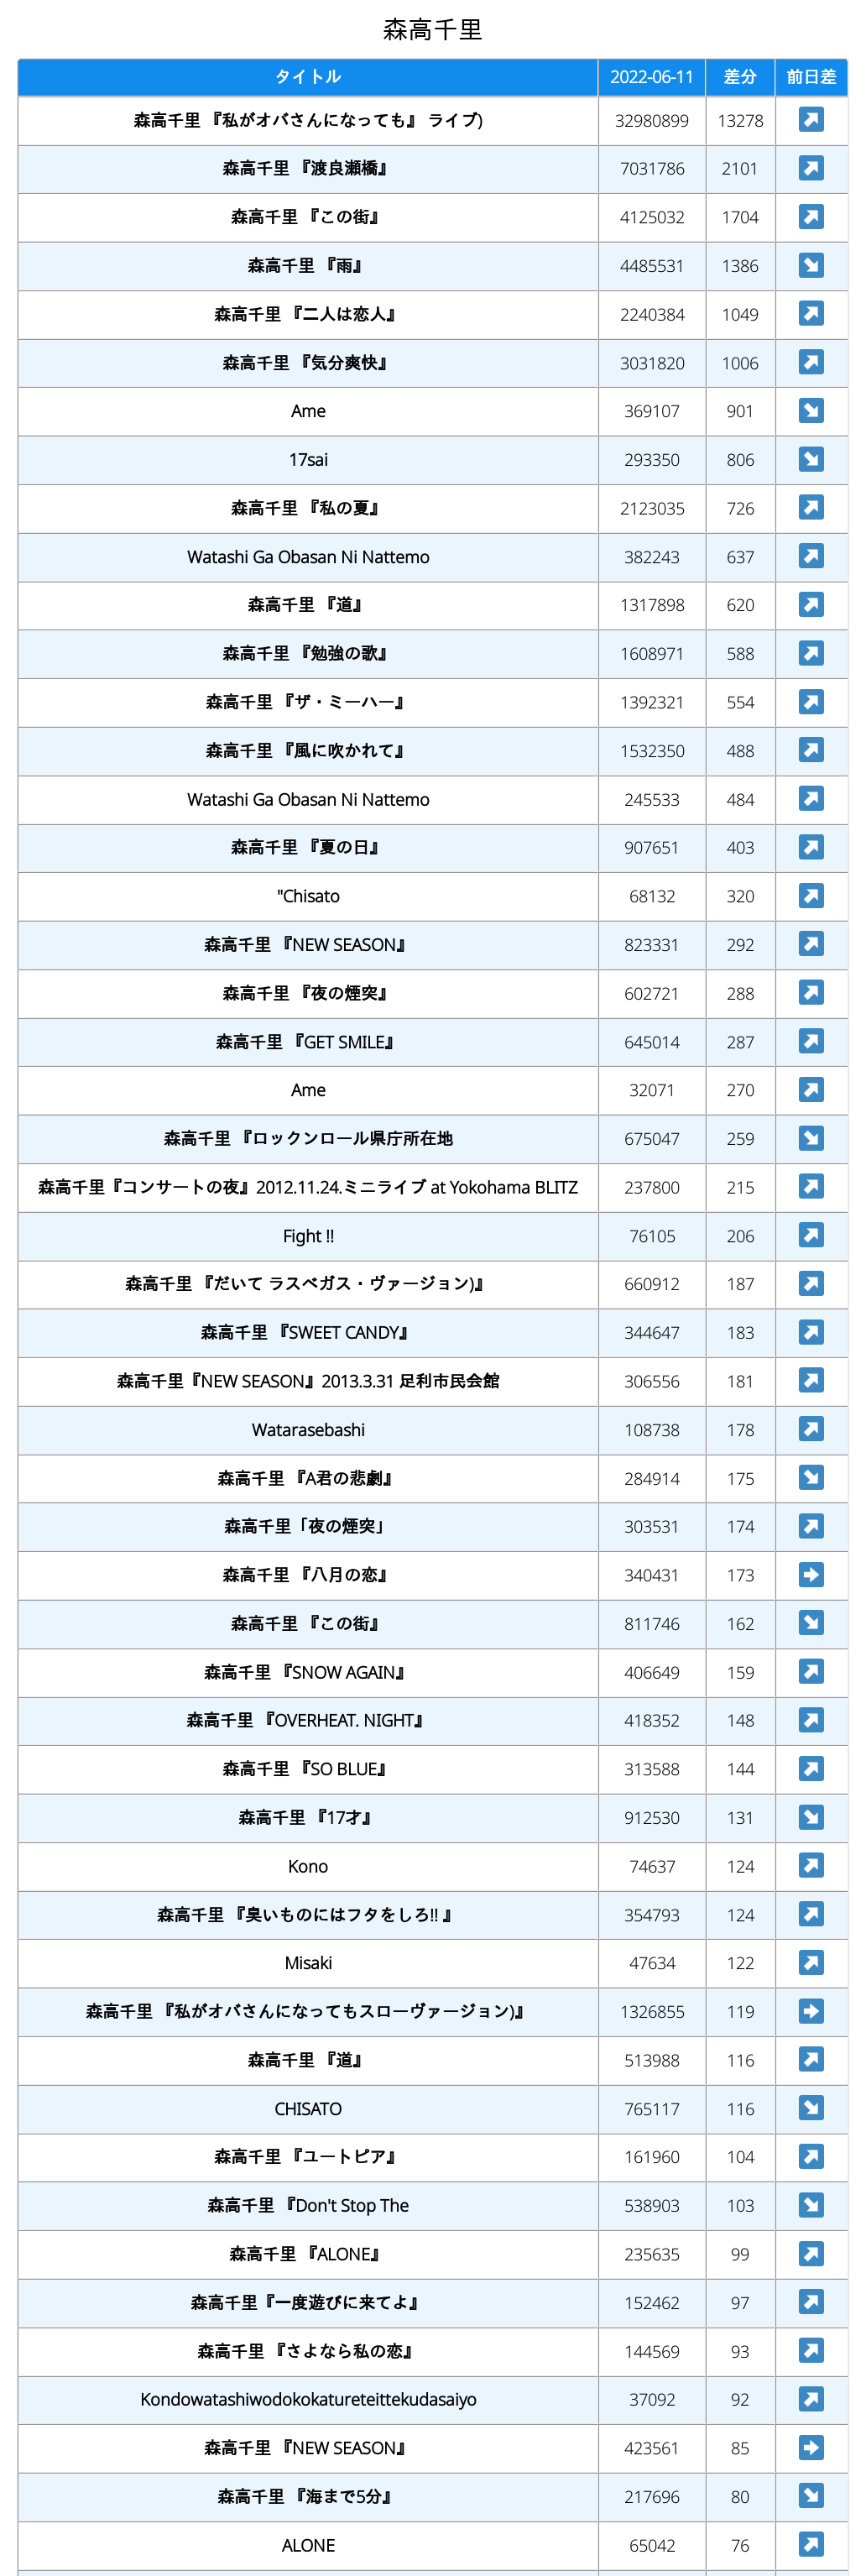 森高千里
タイトル 2022-06-11 差分 前日差
森高千里 『私がオバさんになっても』 ライブ) 32980899 13278
森高千里 『渡良瀬橋』 7031786 2101
森高千里 『この街』 4125032 1704
森高千里 『雨』 4485531 1386
森高千里 『二人は恋人』 2240384 1049
森高千里 『気分爽快』 3031820 1006
Ame 369107 901
17sai 293350 806
森高千里 『私の夏』 2123035 726
Watashi Ga Obasan Ni Nattemo 382243 637
森高千里 『道』 1317898 620
森高千里 『勉強の歌』 1608971 588
森高千里 『ザ・ミーハー』 1392321 554
森高千里 『風に吹かれて』 1532350 488
Watashi Ga Obasan Ni Nattemo 245533 484
森高千里 『夏の日』 907651 403
"Chisato 68132 320
森高千里 『NEW SEASON』 823331 292
森高千里 『夜の煙突』 602721 288
森高千里 『GET SMILE』 645014 287
Ame 32071 270
森高千里 『ロックンロール県庁所在地 675047 259
森高千里『コンサートの夜』2012.11.24.ミニライブ at Yokohama BLITZ 237800 215
Fight !! 76105 206
森高千里 『だいて ラスベガス・ヴァージョン)』 660912 187
森高千里 『SWEET CANDY』 344647 183
森高千里『NEW SEASON』2013.3.31 足利市民会館 306556 181
Watarasebashi 108738 178
森高千里 『A君の悲劇』 284914 175
森高千里「夜の煙突」 303531 174
森高千里 『八月の恋』 340431 173
森高千里 『この街』 811746 162
森高千里 『SNOW AGAIN』 406649 159
森高千里 『OVERHEAT. NIGHT』 418352 148
森高千里 『SO BLUE』 313588 144
森高千里 『17才』 912530 131
Kono 74637 124
森高千里 『臭いものにはフタをしろ!! 』 354793 124
Misaki 47634 122
森高千里 『私がオバさんになってもスローヴァージョン)』 1326855 119
森高千里 『道』 513988 116
CHISATO 765117 116
森高千里 『ユートピア』 161960 104
森高千里 『Don't Stop The 538903 103
森高千里 『ALONE』 235635 99
森高千里『一度遊びに来てよ』 152462 97
森高千里 『さよなら私の恋』 144569 93
Kondowatashiwodokokatureteittekudasaiyo 37092 92
森高千里 『NEW SEASON』 423561 85
森高千里 『海まで5分』 217696 80
ALONE 65042 76